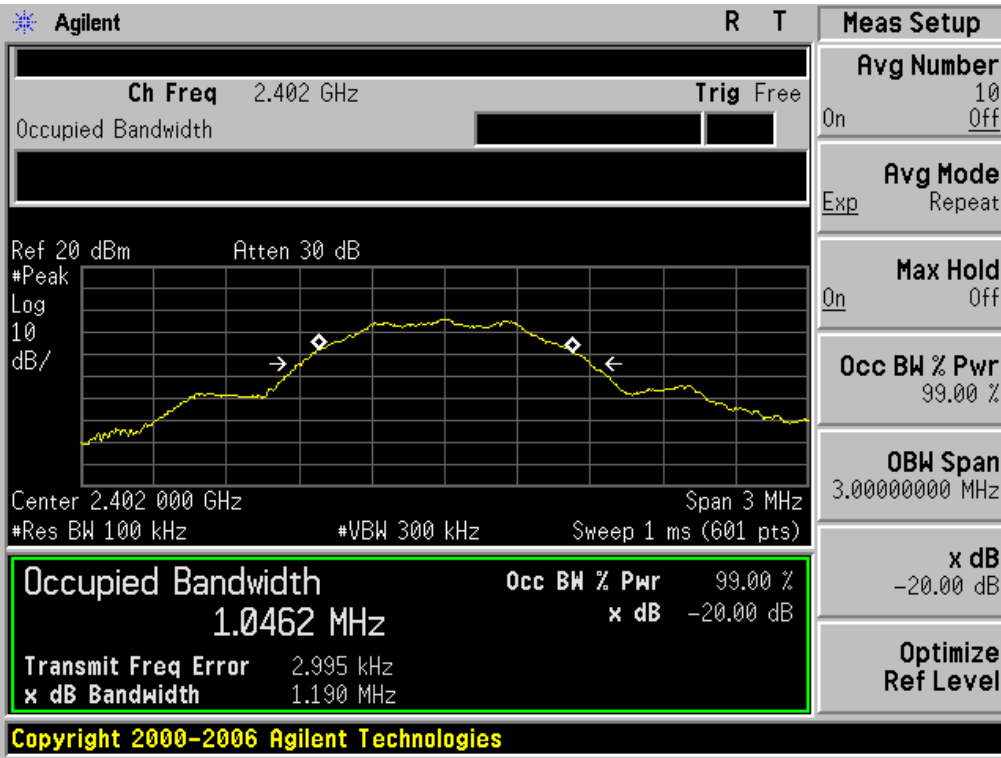 Agilent R T
Ch Freq 2.402 GHz Trig Free
Occupied Bandwidth
Ref 20 dBm Atten 30 dB
#Peak
Log
10
dB/
Center 2.402 000 GHz Span 3 MHz
#Res BW 100 kHz #VBW 300 kHz Sweep 1 ms (601 pts)
Occupied Bandwidth Occ BW % Pwr 99.00 %
1.0462 MHz x dB -20.00 dB
Transmit Freq Error 2.995 kHz
x dB Bandwidth 1.190 MHz
Copyright 2000-2006 Agilent Technologies
Meas Setup
Avg Number
10
On Off
Avg Mode
Exp Repeat
Max Hold
On Off
Occ BW % Pwr
99.00 %
OBW Span
3.00000000 MHz
x dB
-20.00 dB
Optimize
Ref Level